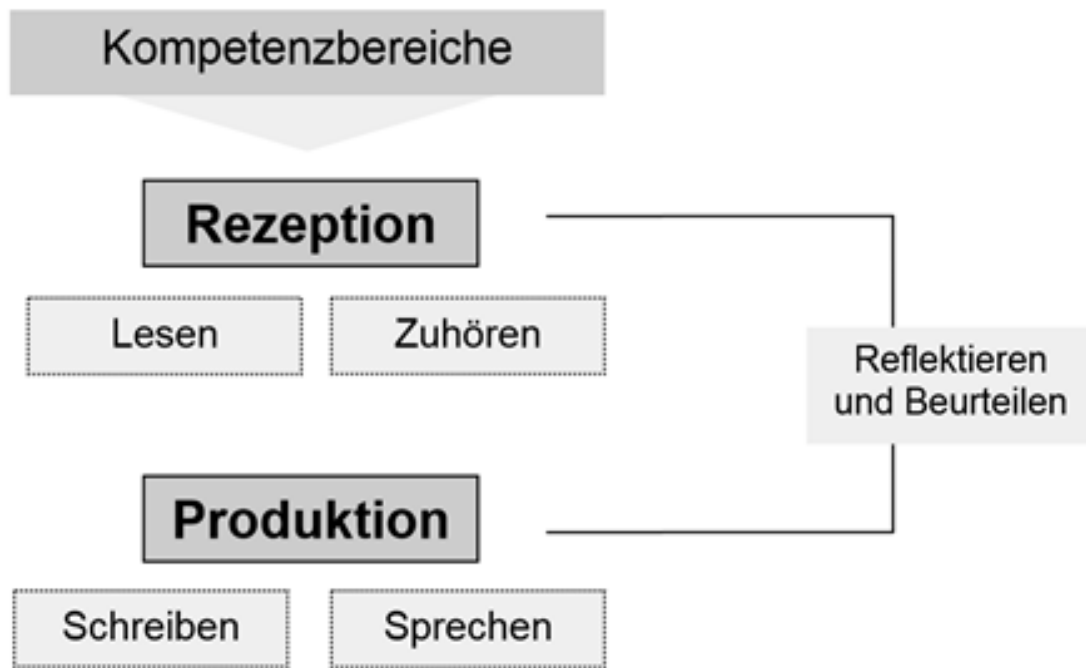 Kompetenzbereiche
Rezeption
Lesen
Zuhören
Reflektieren
und Beurteilen
Produktion
Schreiben
Sprechen